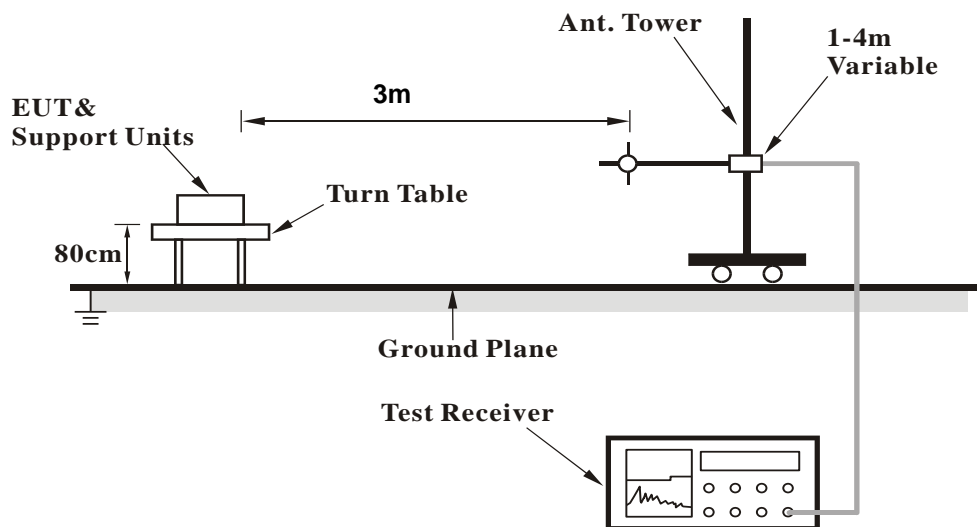 Ant. Tower
1-4m
Variable
3m
EUT&
Support Units
Turn Table
80cm
Ground Plane
Test Receiver